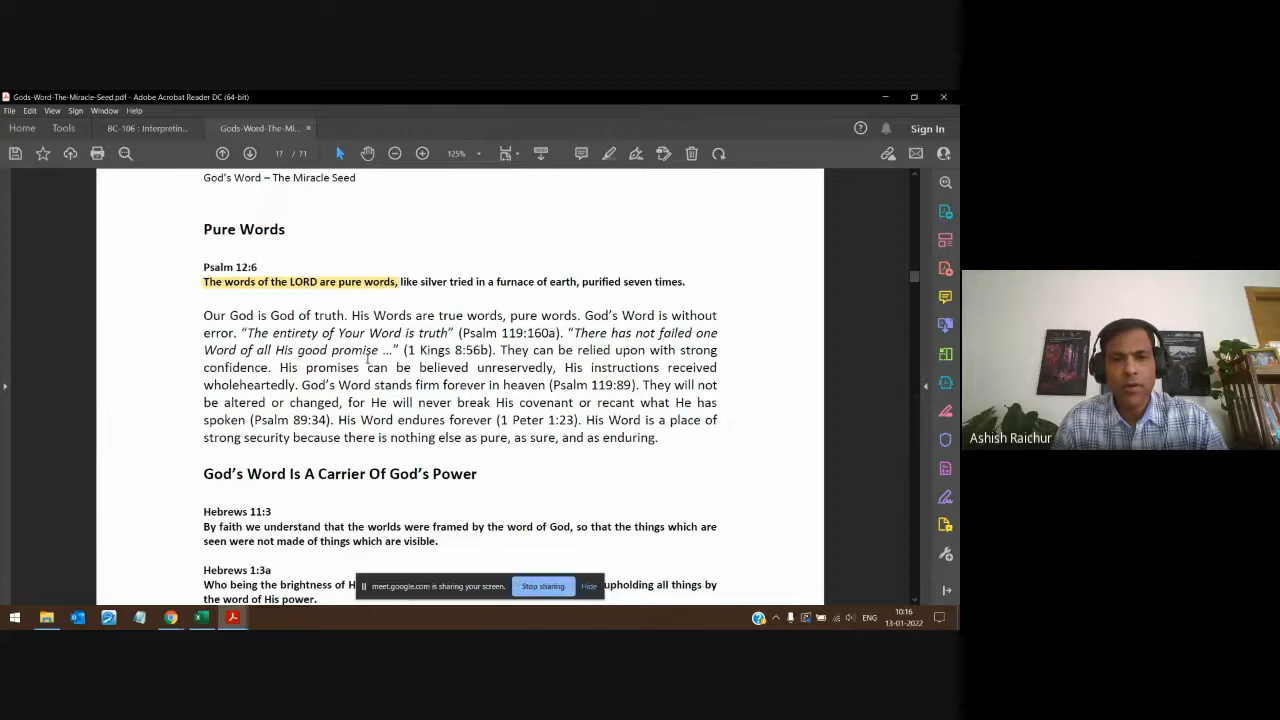 Gods-Word-The-Miracle-Seed.pdf - Adobe Acrobat Reader DC (64-bit)
File Edit View Sign Window Help
Home Tools BC-106 : Interpretin... Gods-Word-The-Mi... × Sign In
17 / 71 125%
God's Word – The Miracle Seed
Pure Words
Psalm 12:6
The words of the LORD are pure words, like silver tried in a furnace of earth, purified seven times.
Our God is God of truth. His Words are true words, pure words. God's Word is without
error. “The entirety of Your Word is truth” (Psalm 119:160a). “There has not failed one
Word of all His good promise …” (1 Kings 8:56b). They can be relied upon with strong
confidence. His promises can be believed unreservedly, His instructions received
wholeheartedly. God's Word stands firm forever in heaven (Psalm 119:89). They will not
be altered or changed, for He will never break His covenant or recant what He has
spoken (Psalm 89:34). His Word endures forever (1 Peter 1:23). His Word is a place of
strong security because there is nothing else as pure, as sure, and as enduring.
God's Word Is A Carrier Of God's Power
Hebrews 11:3
By faith we understand that the worlds were framed by the word of God, so that the things which are
seen were not made of things which are visible.
Hebrews 1:3a
Who being the brightness of H
upholding all things by
the word of His power.
meet.google.com is sharing your screen. Stop sharing Hide
ENG
10:16
13-01-2022
Ashish Raichur